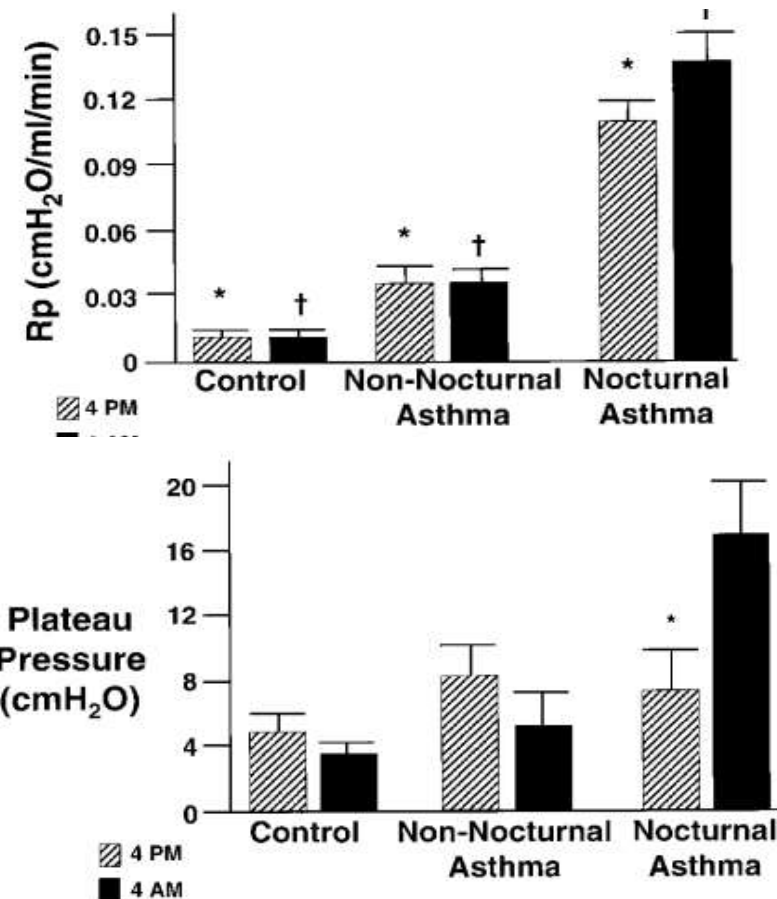 0.15
0.12
0.09
0.06
0.03
0
Rp (cmH₂O/ml/min)
*
†
*
†
*
Control
Non-Nocturnal
Asthma
Nocturnal
Asthma
4 PM
20
16
12
8
4
0
Plateau
Pressure
(cmH₂O)
*
Control
Non-Nocturnal
Asthma
Nocturnal
Asthma
4 PM
4 AM